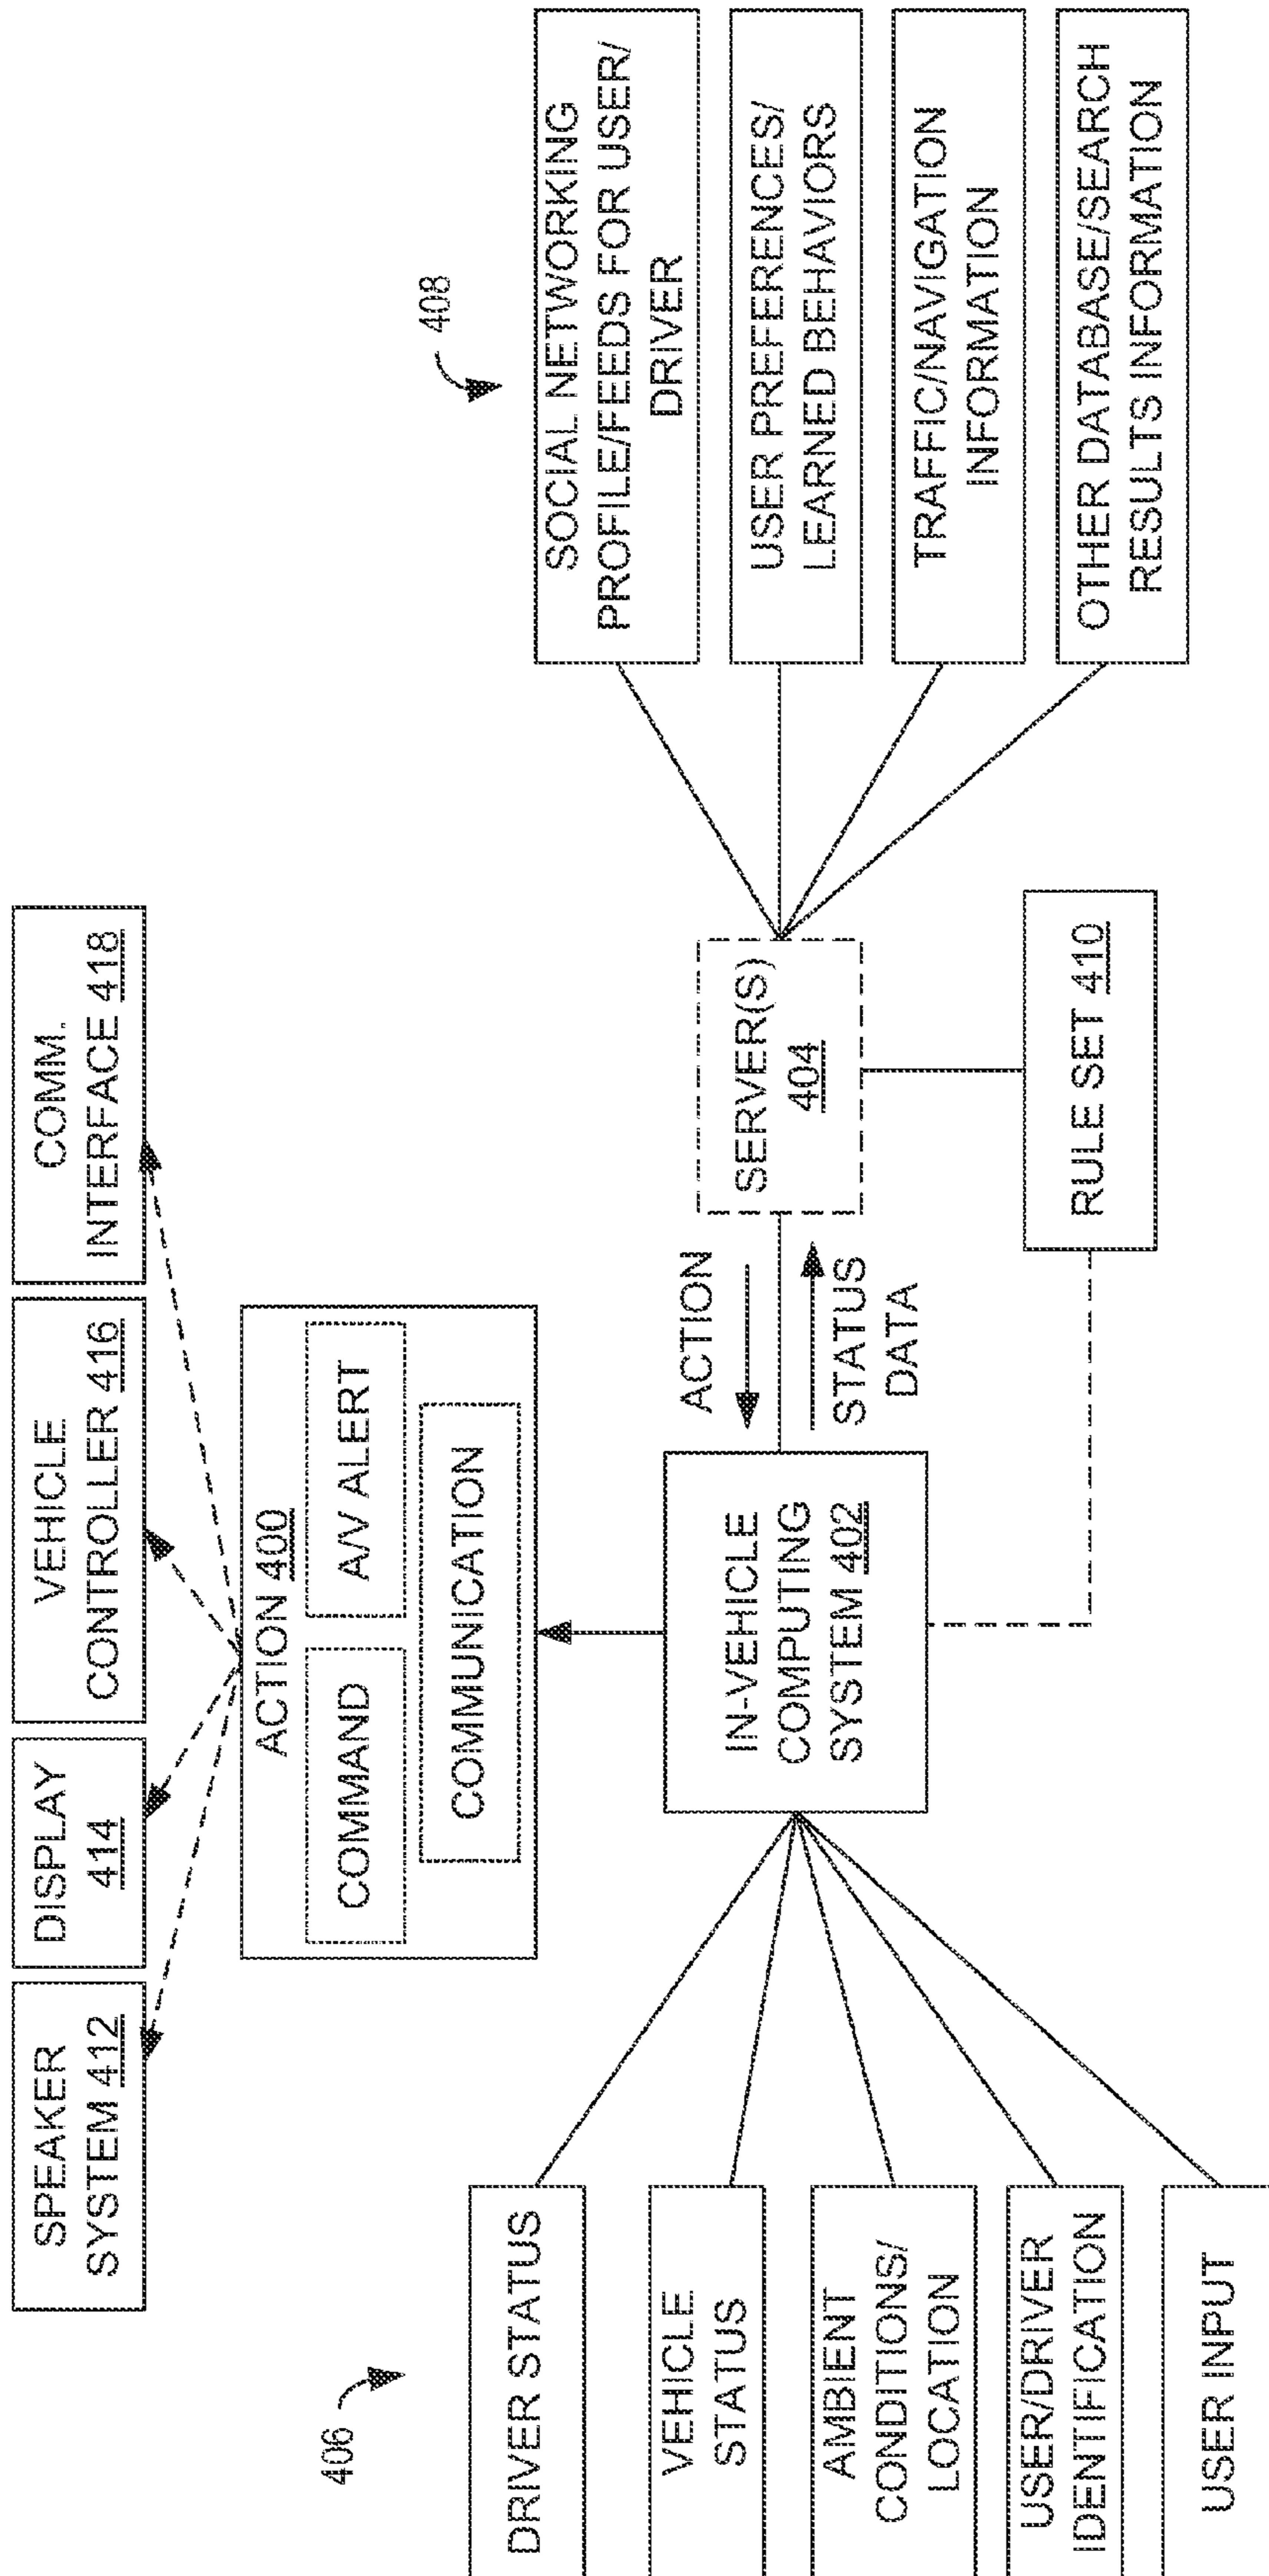 SPEAKER
SYSTEM 412
DISPLAY
414
VEHICLE
CONTROLLER 416
COMM.
INTERFACE 418
ACTION 400
COMMAND
A/V ALERT
COMMUNICATION
406
DRIVER STATUS
VEHICLE
STATUS
AMBIENT
CONDITIONS/
LOCATION
USER/DRIVER
IDENTIFICATION
USER INPUT
IN-VEHICLE
COMPUTING
SYSTEM 402
ACTION
STATUS
DATA
SERVER(S)
404
RULE SET 410
408
SOCIAL NETWORKING
PROFILE/FEEDS FOR USER/
DRIVER
USER PREFERENCES/
LEARNED BEHAVIORS
TRAFFIC/NAVIGATION
INFORMATION
OTHER DATABASE/SEARCH
RESULTS INFORMATION